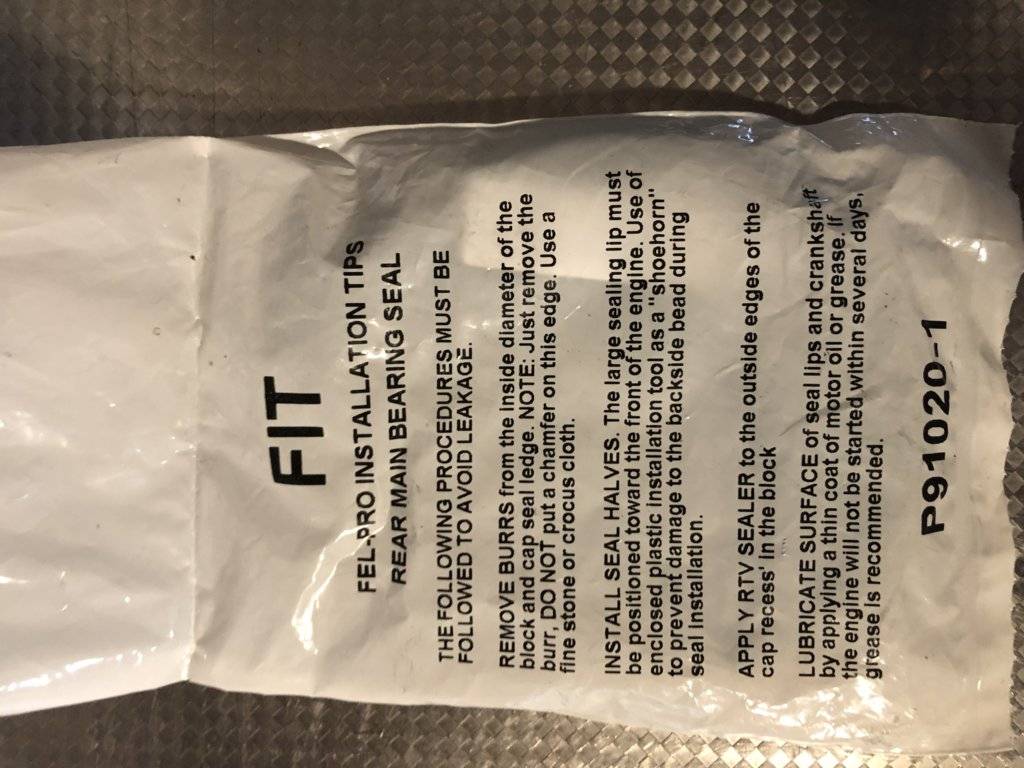 FIT
FEL-PRO INSTALLATION TIPS
REAR MAIN BEARING SEAL
THE FOLLOWING PROCEDURES MUST BE
FOLLOWED TO AVOID LEAKAGE.
REMOVE BURRS from the inside diameter of the
block and cap seal ledge. NOTE: Just remove the
burr, DO NOT put a chamfer on this edge. Use a
fine stone or crocus cloth.
INSTALL SEAL HALVES. The large sealing lip must
be positioned toward the front of the engine. Use of
enclosed plastic installation tool as a "shoehorn"
to prevent damage to the backside bead during
seal installation.
APPLY RTV SEALER to the outside edges of the
cap recess' in the block
LUBRICATE SURFACE of seal lips and crankshaft
by applying a thin coat of motor oil or grease. If
the engine will not be started within several days,
grease is recommended.
P91020-1